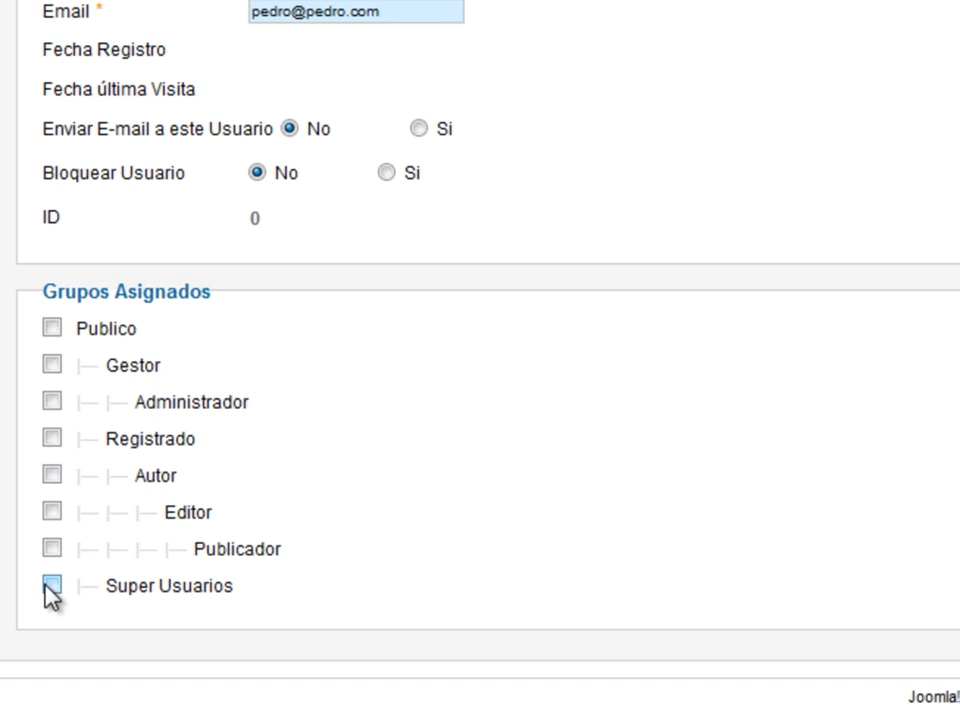 Email *
pedro@pedro.com
Fecha Registro
Fecha última Visita
Enviar E-mail a este Usuario No Si
Bloquear Usuario No Si
ID 0
Grupos Asignados
Publico
Gestor
Administrador
Registrado
Autor
Editor
Publicador
Super Usuarios
Joomla!